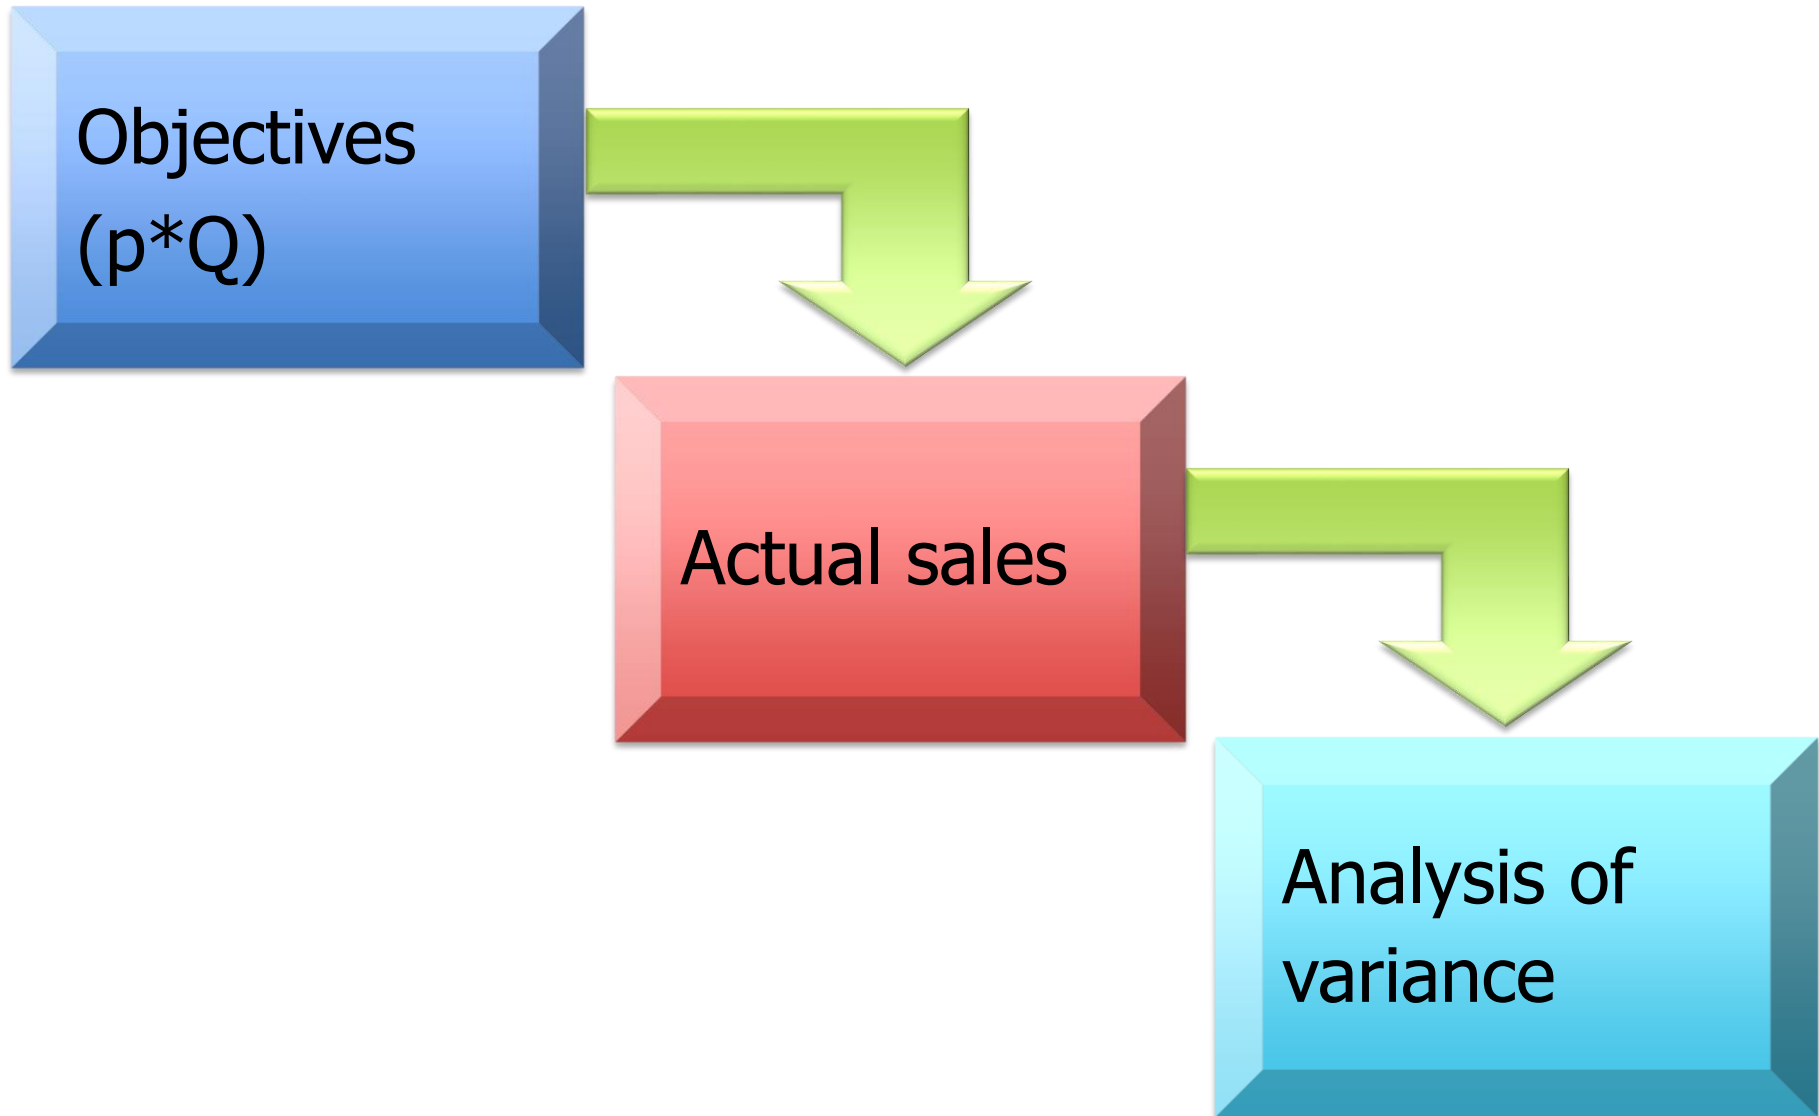 Objectives
(p*Q)
Actual sales
Analysis of
variance